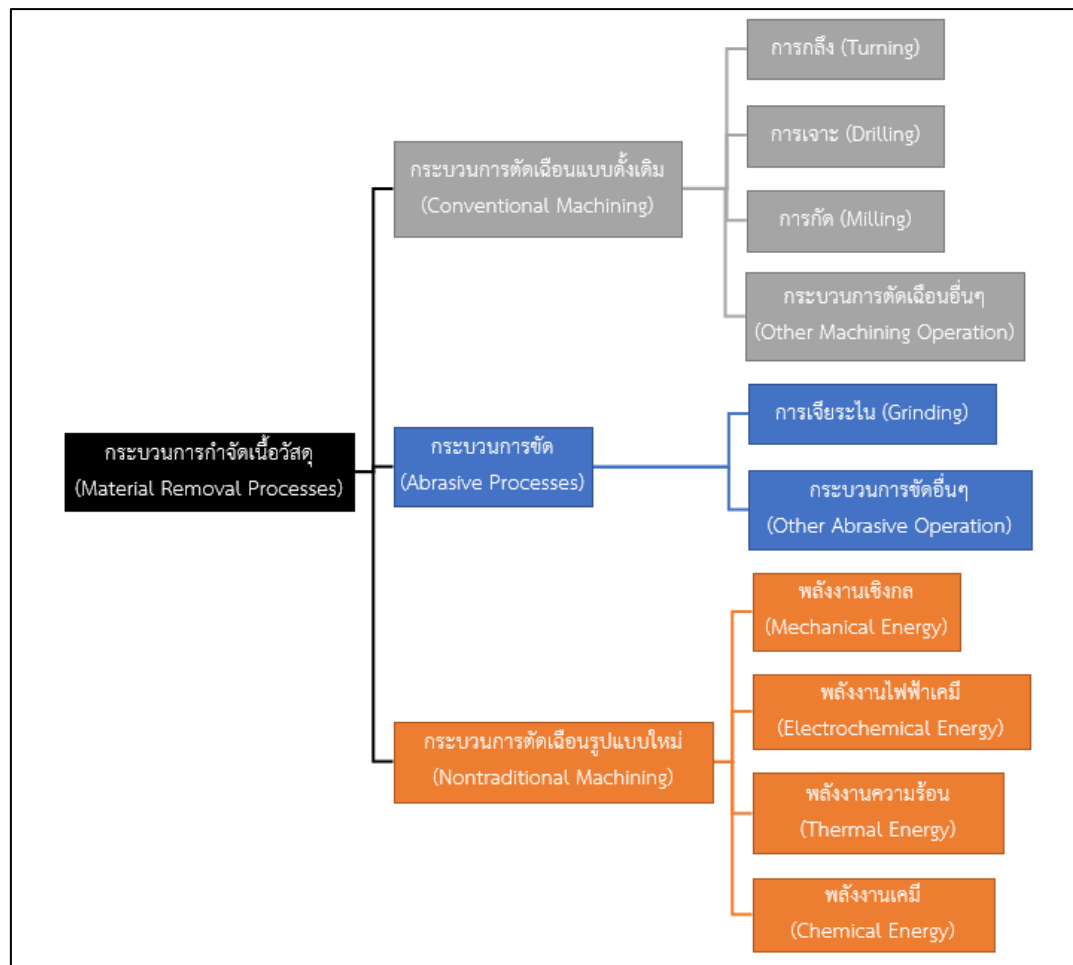 การกลึง (Turning)
การเจาะ (Drilling)
กระบวนการตัดเฉือนแบบดั้งเดิม
(Conventional Machining)
การกัด (Milling)
กระบวนการตัดเฉือนอื่นๆ
(Other Machining Operation)
การเจียระไน (Grinding)
กระบวนการกำจัดเนื้อวัสดุ
(Material Removal Processes)
กระบวนการขัด
(Abrasive Processes)
กระบวนการขัดอื่นๆ
(Other Abrasive Operation)
พลังงานเชิงกล
(Mechanical Energy)
พลังงานไฟฟ้าเคมี
(Electrochemical Energy)
กระบวนการตัดเฉือนรูปแบบใหม่
(Nontraditional Machining)
พลังงานความร้อน
(Thermal Energy)
พลังงานเคมี
(Chemical Energy)